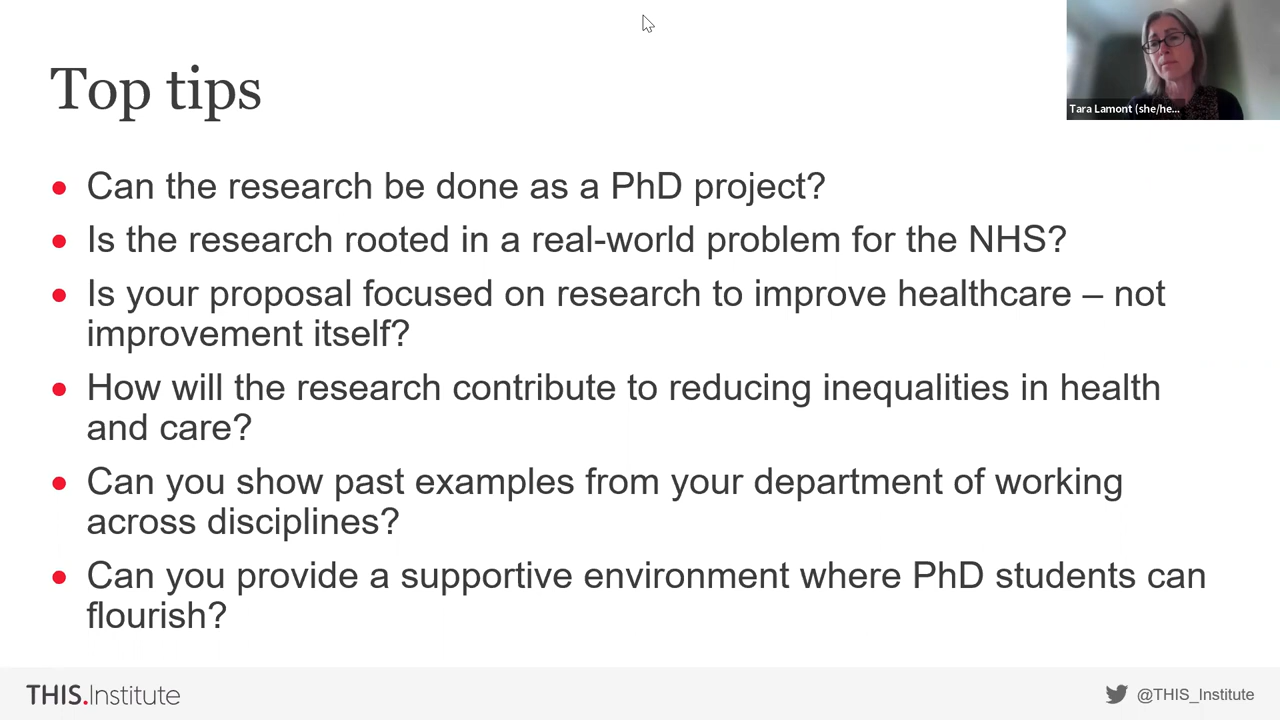 Top tips
Tara Lamont (she/he...
Can the research be done as a PhD project?
Is the research rooted in a real-world problem for the NHS?
Is your proposal focused on research to improve healthcare – not
improvement itself?
How will the research contribute to reducing inequalities in health
and care?
Can you show past examples from your department of working
across disciplines?
Can you provide a supportive environment where PhD students can
flourish?
THIS.Institute
@THIS_Institute